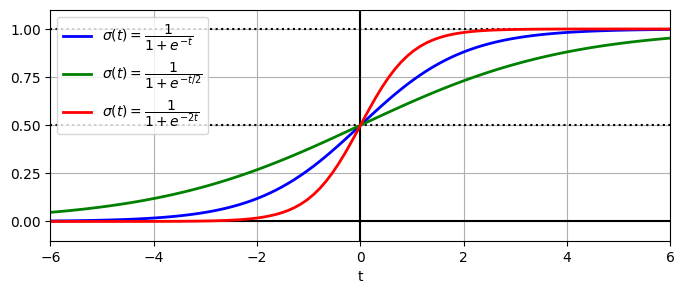 1.00
0.75
0.50
0.25
0.00
σ(t) = 1/(1 + e^{−t})
σ(t) = 1/(1 + e^{−t/2})
σ(t) = 1/(1 + e^{−2t})
−6 −4 −2 0 2 4 6
t